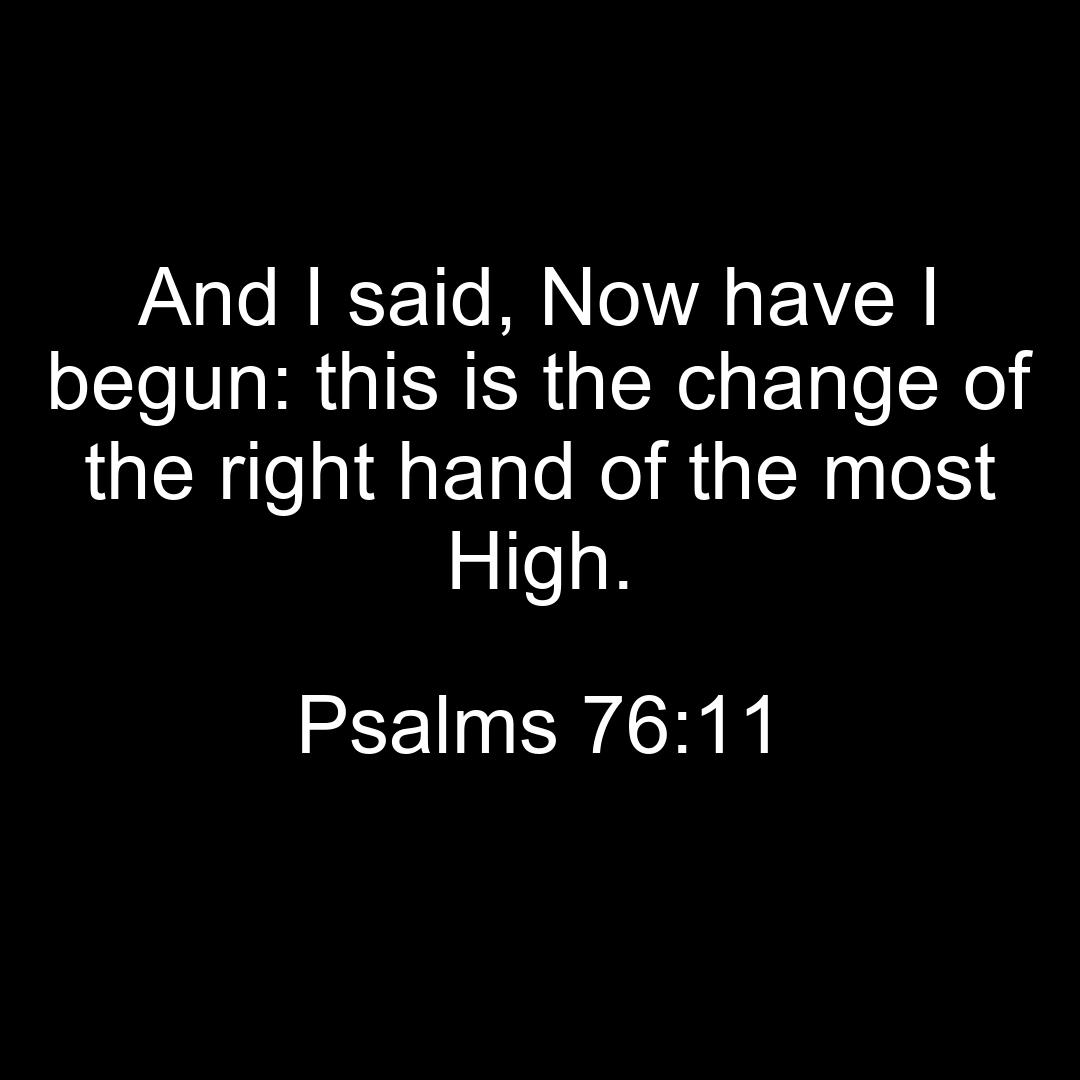 And I said, Now have I
begun: this is the change of
the right hand of the most
High.
Psalms 76:11